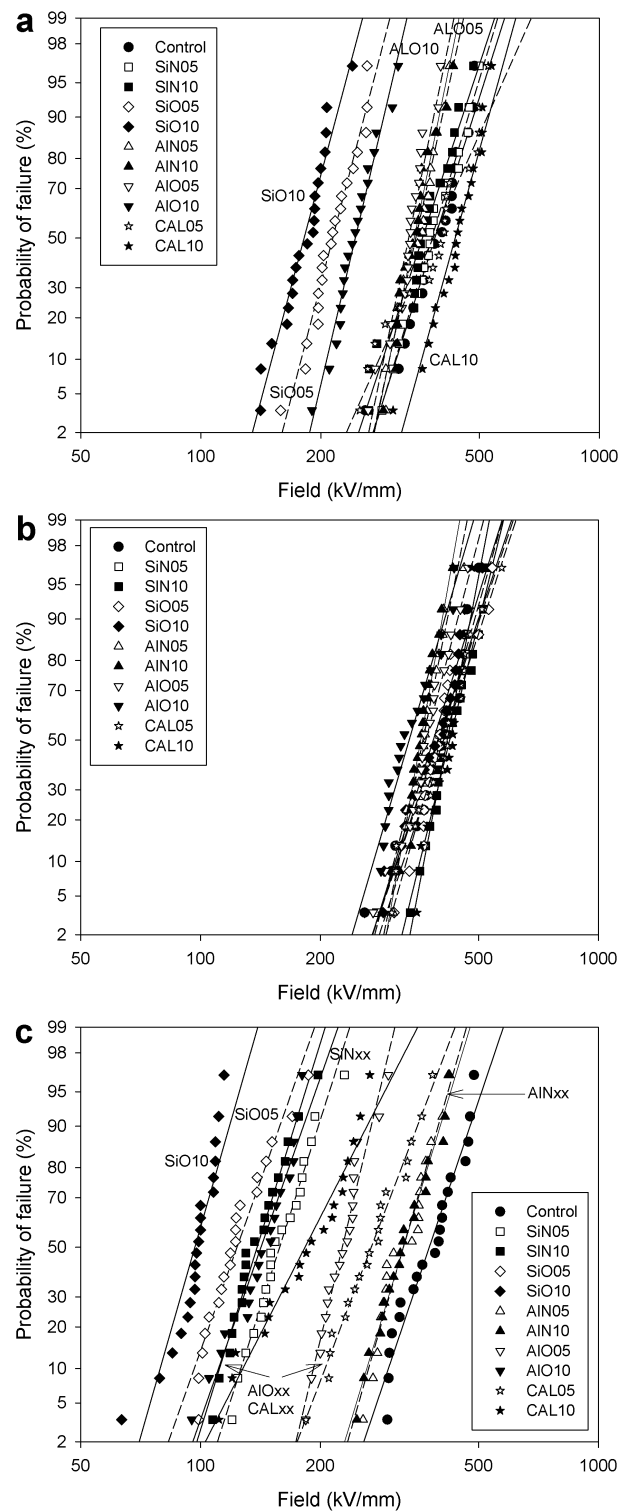 a
Probability of failure (%)
99
98
95
90
80
70
50
30
20
10
5
2
Control
SiN05
SIN10
SiO05
SiO10
AlN05
AlN10
AlO05
AlO10
CAL05
CAL10
ALO05
ALO10
SiO10
SiO05
CAL10
50
100
200
500
1000
Field (kV/mm)
b
Probability of failure (%)
99
98
95
90
80
70
50
30
20
10
5
2
Control
SiN05
SIN10
SiO05
SiO10
AlN05
AlN10
AlO05
AlO10
CAL05
CAL10
50
100
200
500
1000
Field (kV/mm)
c
Probability of failure (%)
99
98
95
90
80
70
50
30
20
10
5
2
SiNxx
AlNxx
SiO05
SiO10
AlOxx
CALxx
Control
SiN05
SIN10
SiO05
SiO10
AlN05
AlN10
AlO05
AlO10
CAL05
CAL10
50
100
200
500
1000
Field (kV/mm)